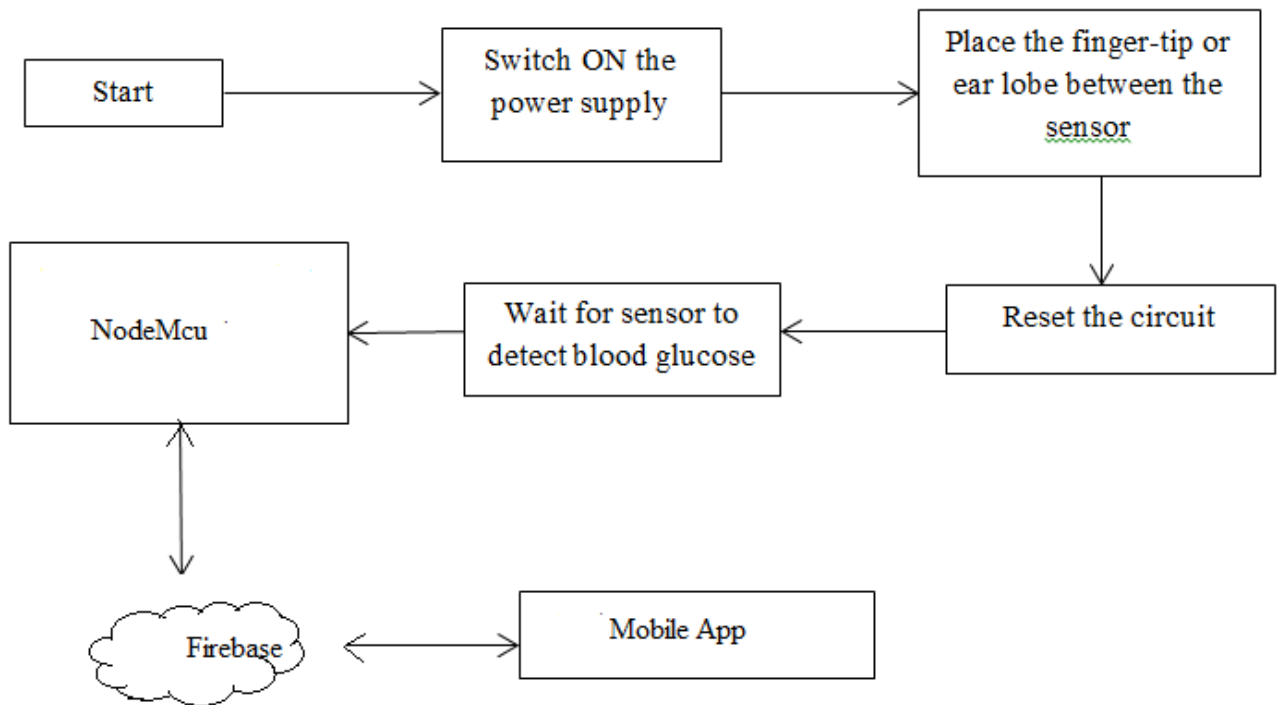 Start
Switch ON the
power supply
Place the finger-tip or
ear lobe between the
sensor
Reset the circuit
Wait for sensor to
detect blood glucose
NodeMcu
Firebase
Mobile App